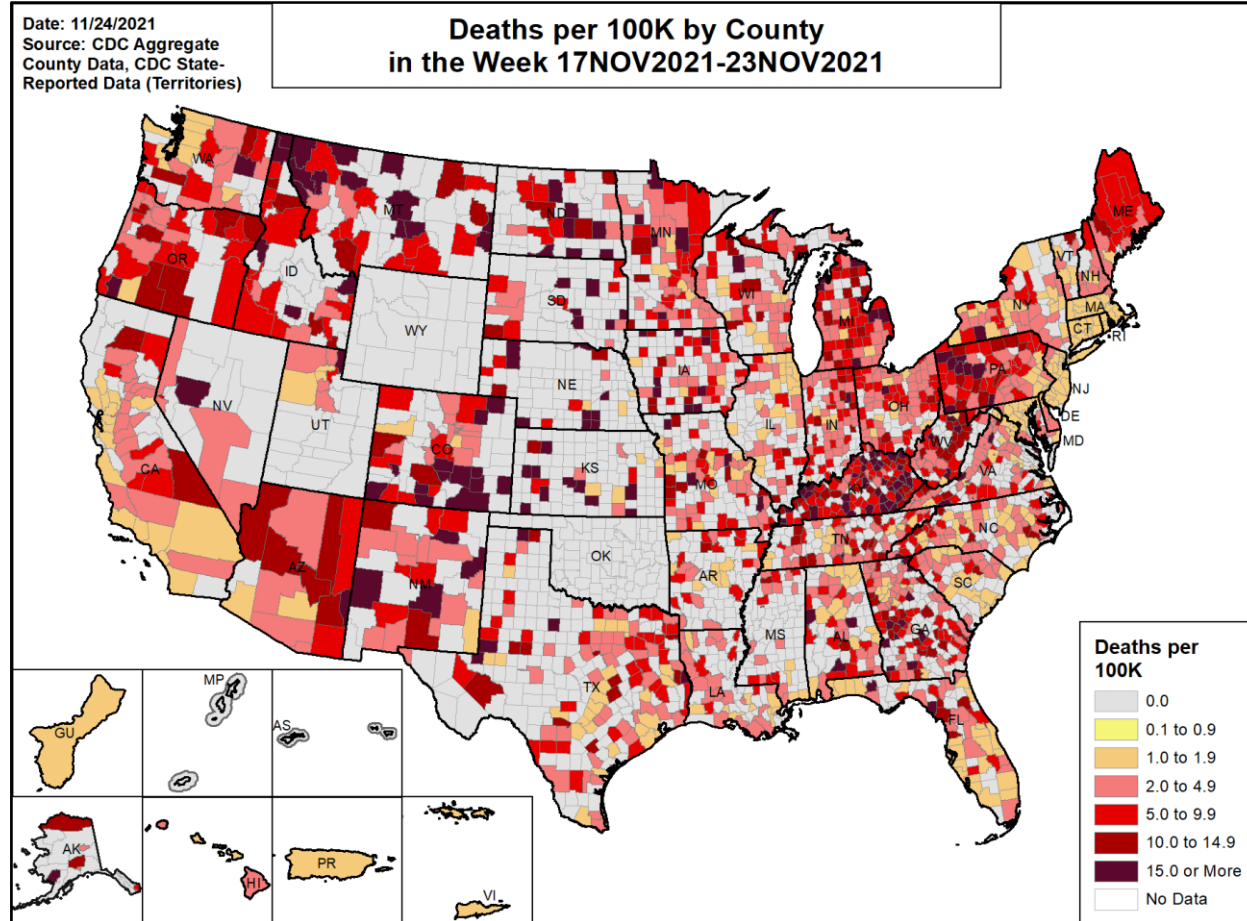 Date: 11/24/2021
Source: CDC Aggregate
County Data, CDC State-
Reported Data (Territories)
Deaths per 100K by County
in the Week 17NOV2021-23NOV2021
WA
MT
ND
MN
ME
OR
ID
WY
SD
WI
MI
NY
VT
NH
MA
CT
RI
NV
UT
CO
NE
IA
IL
IN
OH
PA
NJ
DE
MD
CA
KS
MO
KY
WV
VA
AZ
NM
OK
AR
TN
NC
SC
TX
LA
MS
AL
GA
FL
GU
MP
AS
AK
HI
PR
VI
Deaths per
100K
0.0
0.1 to 0.9
1.0 to 1.9
2.0 to 4.9
5.0 to 9.9
10.0 to 14.9
15.0 or More
No Data